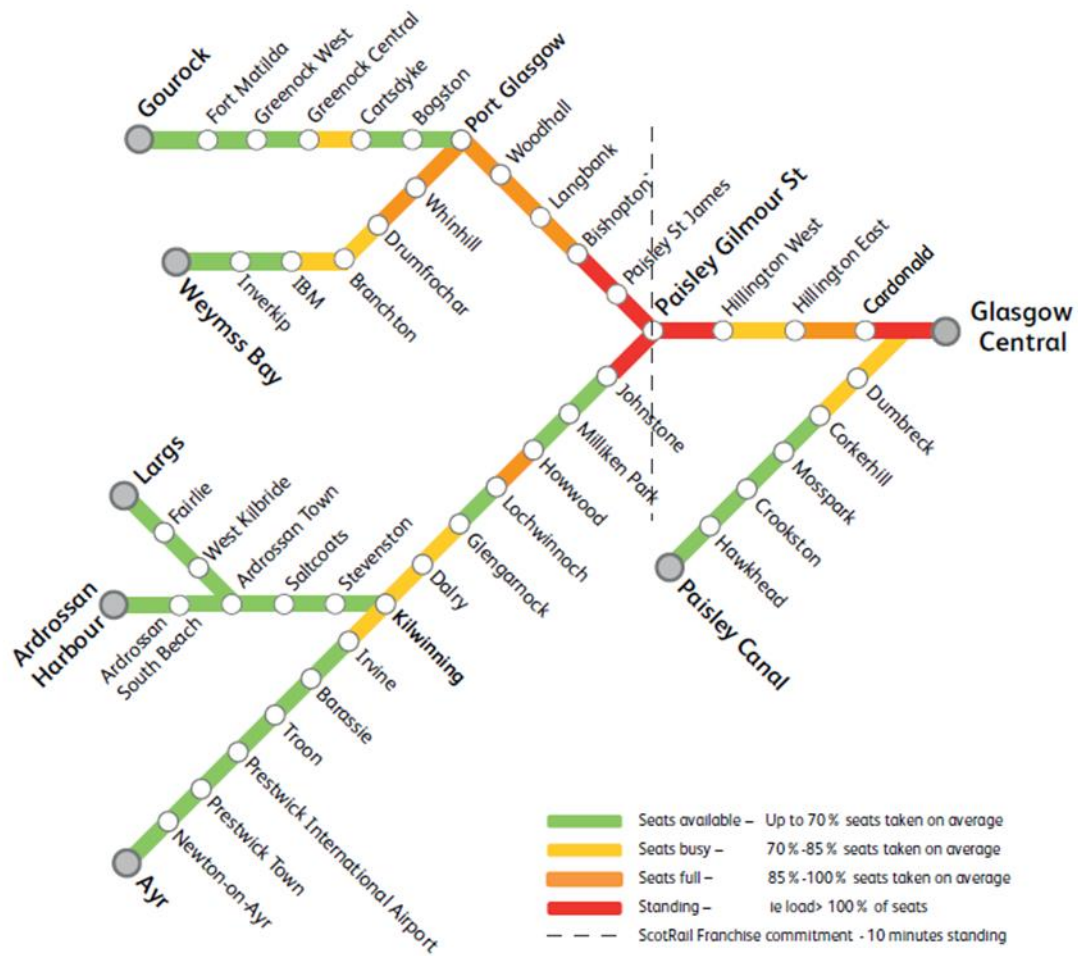 Gourock
Fort Matilda
Greenock West
Greenock Central
Cartsdyke
Bogston
Port Glasgow
Woodhall
Langbank
Bishopton
Paisley St James
Paisley Gilmour St
Hillington West
Hillington East
Cardonald
Glasgow
Central
Whinhill
Drumfrochar
Branchton
IBM
Inverkip
Weymss Bay
Dumbreck
Corkerhill
Mosspark
Crookston
Hawkhead
Paisley Canal
Johnstone
Milliken Park
Howwood
Lochwinnoch
Glengarnock
Dalry
Kilwinning
Largs
Fairlie
West Kilbride
Ardrossan Town
Saltcoats
Stevenston
Ardrossan
Harbour
Ardrossan
South Beach
Irvine
Barassie
Troon
Prestwick International Airport
Prestwick Town
Newton-on-Ayr
Ayr
Seats available – Up to 70% seats taken on average
Seats busy – 70%-85% seats taken on average
Seats full – 85%-100% seats taken on average
Standing – ie load> 100% of seats
ScotRail Franchise commitment - 10 minutes standing